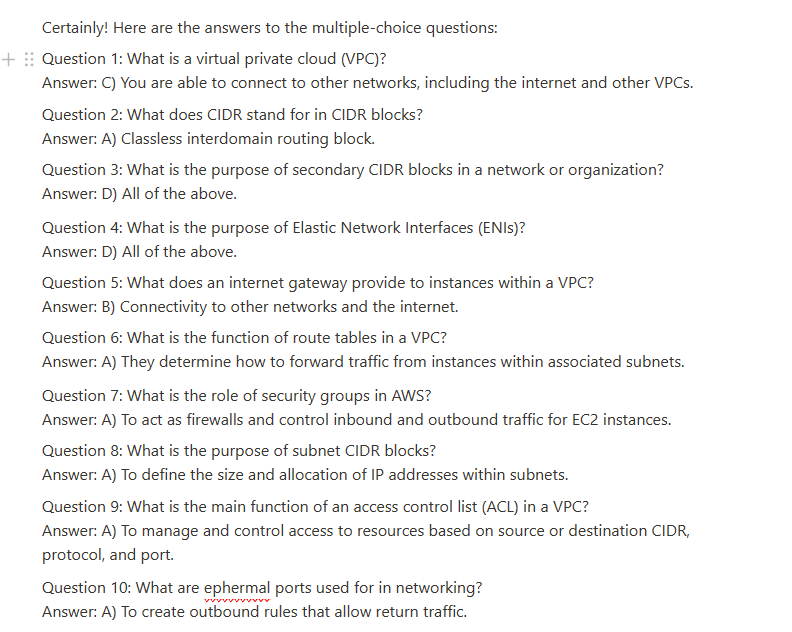 Certainly! Here are the answers to the multiple-choice questions:
Question 1: What is a virtual private cloud (VPC)?
Answer: C) You are able to connect to other networks, including the internet and other VPCs.
Question 2: What does CIDR stand for in CIDR blocks?
Answer: A) Classless interdomain routing block.
Question 3: What is the purpose of secondary CIDR blocks in a network or organization?
Answer: D) All of the above.
Question 4: What is the purpose of Elastic Network Interfaces (ENIs)?
Answer: D) All of the above.
Question 5: What does an internet gateway provide to instances within a VPC?
Answer: B) Connectivity to other networks and the internet.
Question 6: What is the function of route tables in a VPC?
Answer: A) They determine how to forward traffic from instances within associated subnets.
Question 7: What is the role of security groups in AWS?
Answer: A) To act as firewalls and control inbound and outbound traffic for EC2 instances.
Question 8: What is the purpose of subnet CIDR blocks?
Answer: A) To define the size and allocation of IP addresses within subnets.
Question 9: What is the main function of an access control list (ACL) in a VPC?
Answer: A) To manage and control access to resources based on source or destination CIDR,
protocol, and port.
Question 10: What are ephermal ports used for in networking?
Answer: A) To create outbound rules that allow return traffic.